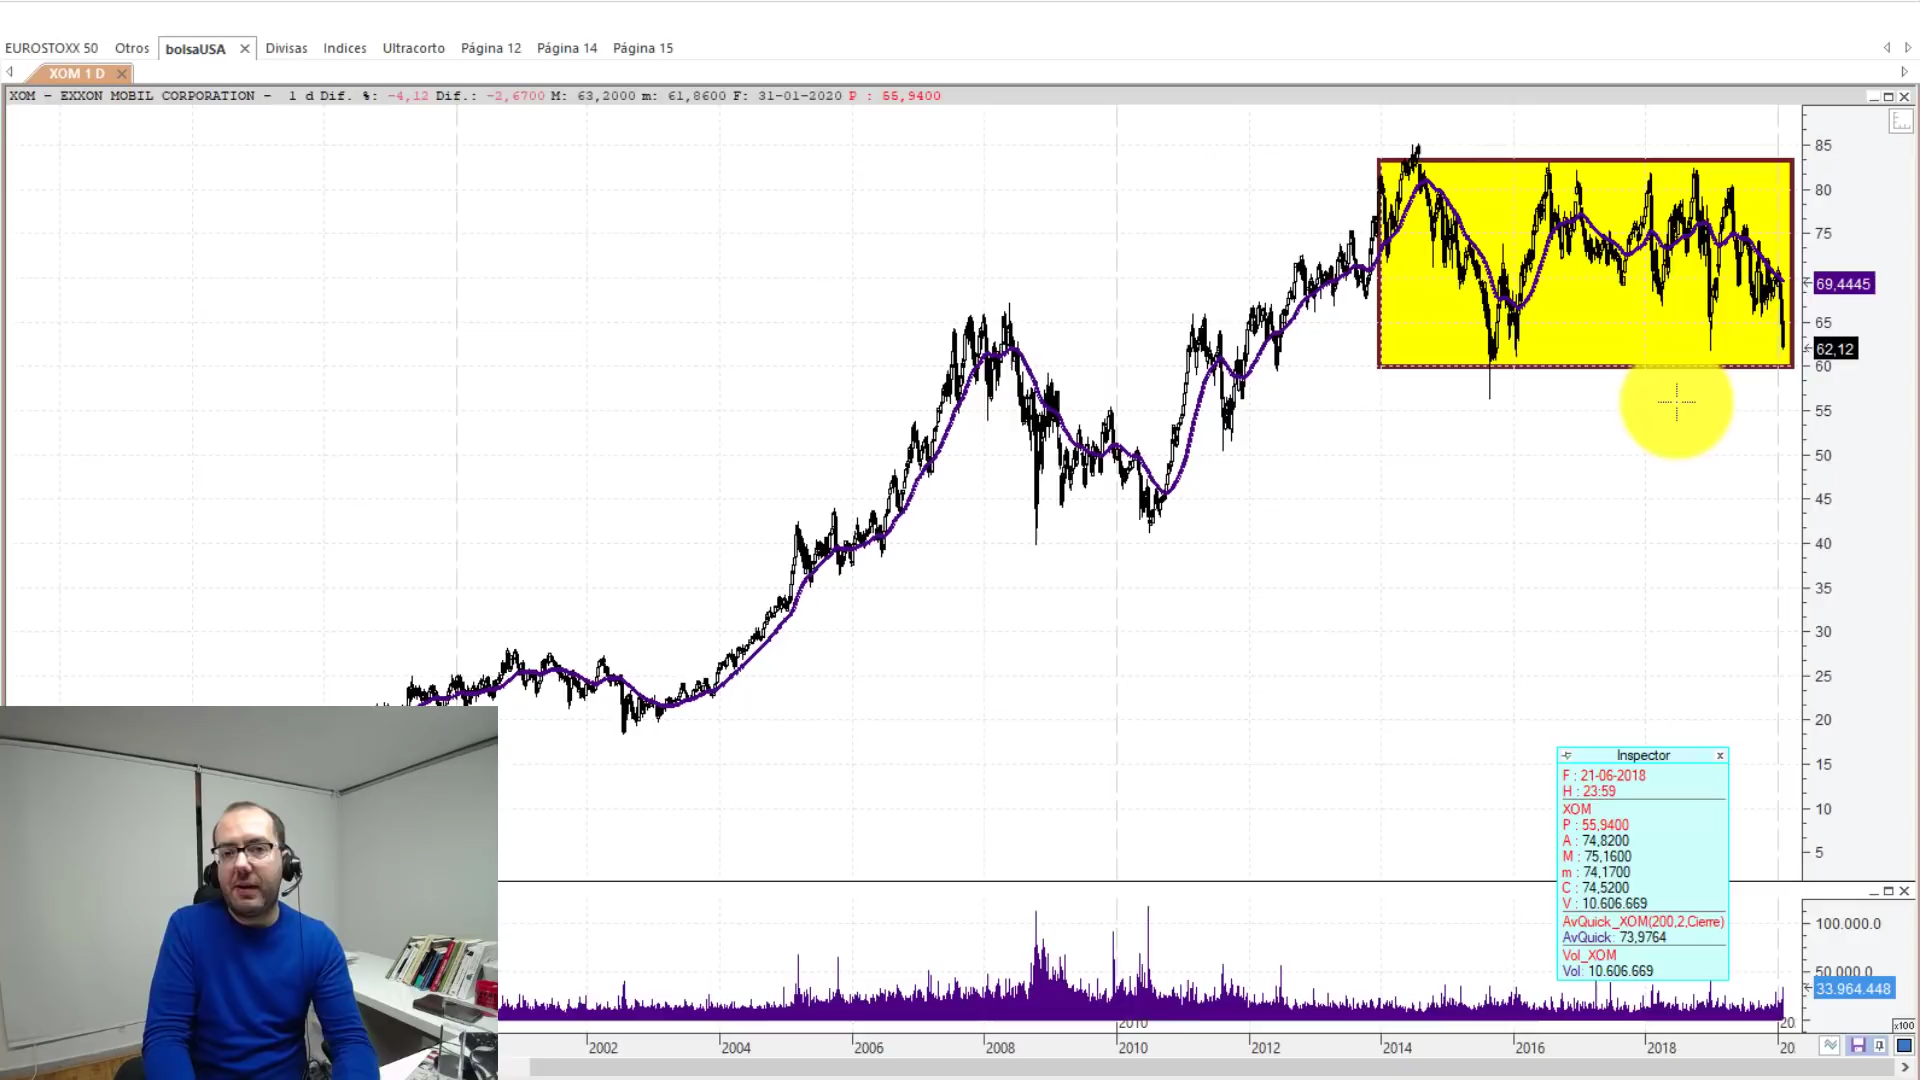 EUROSTOXX 50 Otros bolsaUSA Divisas Indices Ultracorto Página 12 Página 14 Página 15
XOM 1 D
XOM - EXXON MOBIL CORPORATION - 1 d Dif. %: -4,12 Dif.: -2,6700 M: 63,2000 m: 61,8600 F: 31-01-2020 P : 55,9400
85
80
75
69,4445
65
62,12
60
55
50
45
40
35
30
25
20
15
10
5
Inspector x
F : 21-06-2018
H : 23:59
XOM
P : 55,9400
A : 74,8200
M : 75,1600
m : 74,1700
C : 74,5200
V : 10.606.669
AvQuick_XOM(200,2,Cierre)
AvQuick: 73,9764
Vol_XOM
Vol: 10.606.669
100.000.0
50.000.0
33.964.448
x100
2010 20
2002 2004 2006 2008 2010 2012 2014 2016 2018 20